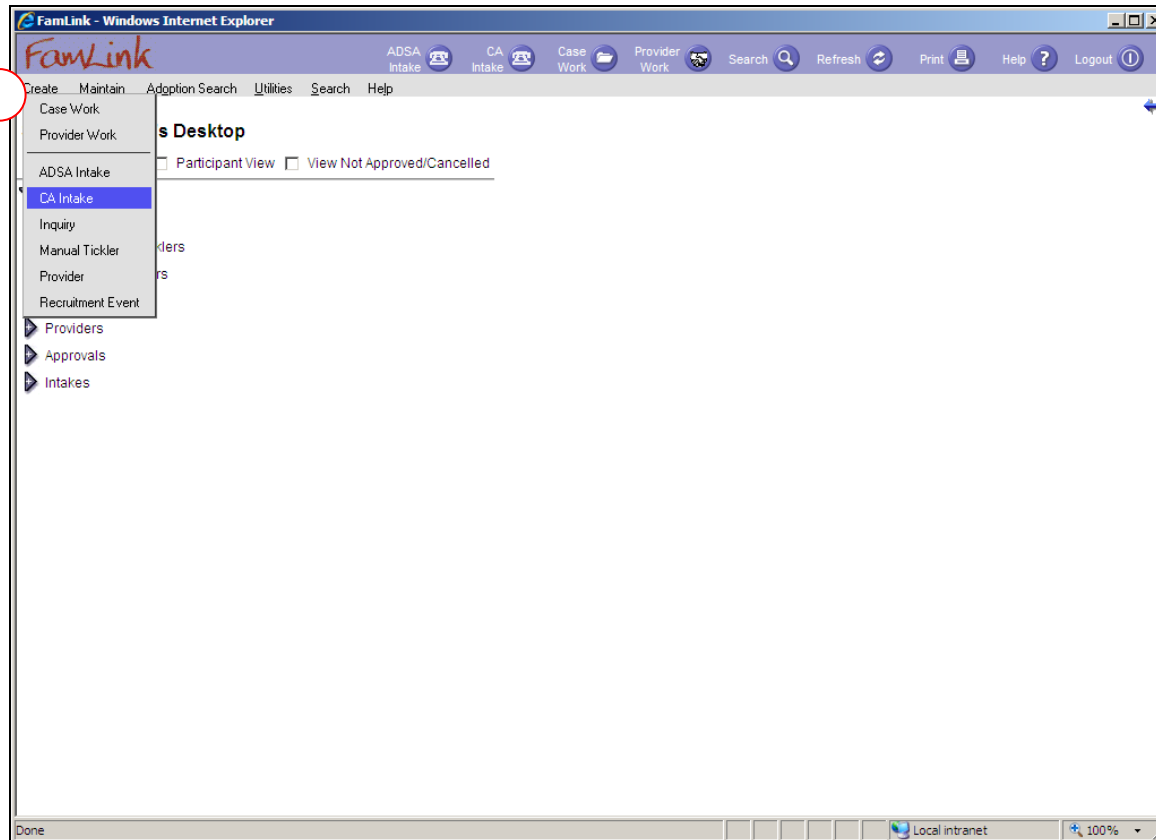 FamLink - Windows Internet Explorer
FamLink
ADSA Intake CA Intake Case Work Provider Work Search Refresh Print Help Logout
Create Maintain Adoption Search Utilities Search Help
Case Work
Provider Work
s Desktop
Participant View View Not Approved/Cancelled
ADSA Intake
CA Intake
Inquiry
Manual Tickler
klers
Provider
rs
Recruitment Event
Providers
Approvals
Intakes
Done Local intranet 100%